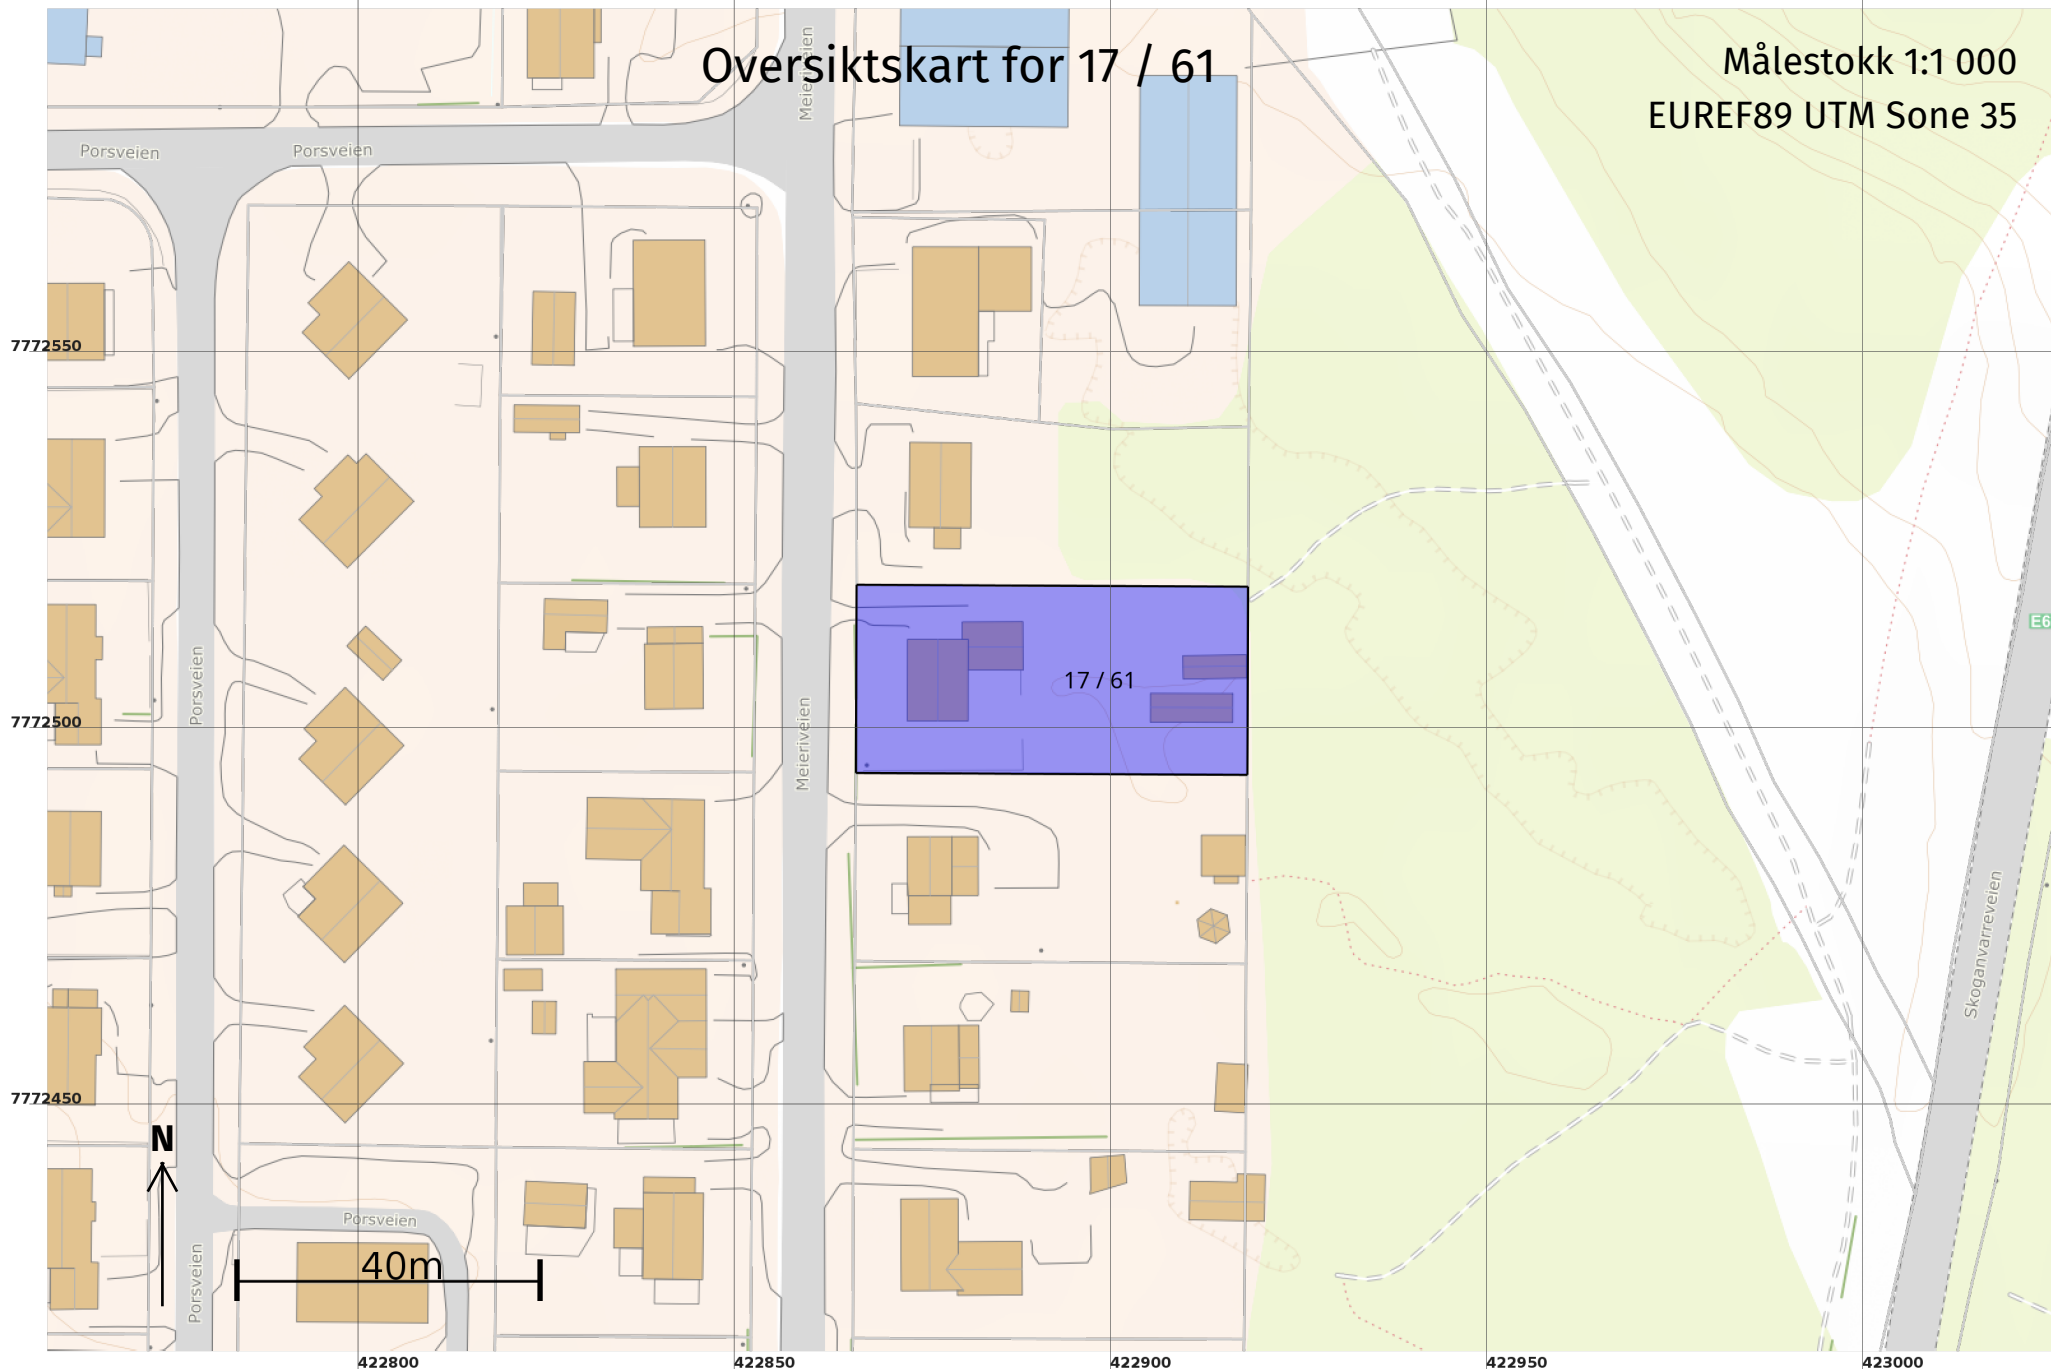 Oversiktskart for 17 / 61
Målestokk 1:1 000
EUREF89 UTM Sone 35
Meieriveien
Porsveien
Porsveien
7772550
E6
Porsveien
17 / 61
Meieriveien
7772500
Skoganvarreveien
7772450
N
Porsveien
Porsveien
40m
422800
422850
422900
422950
423000